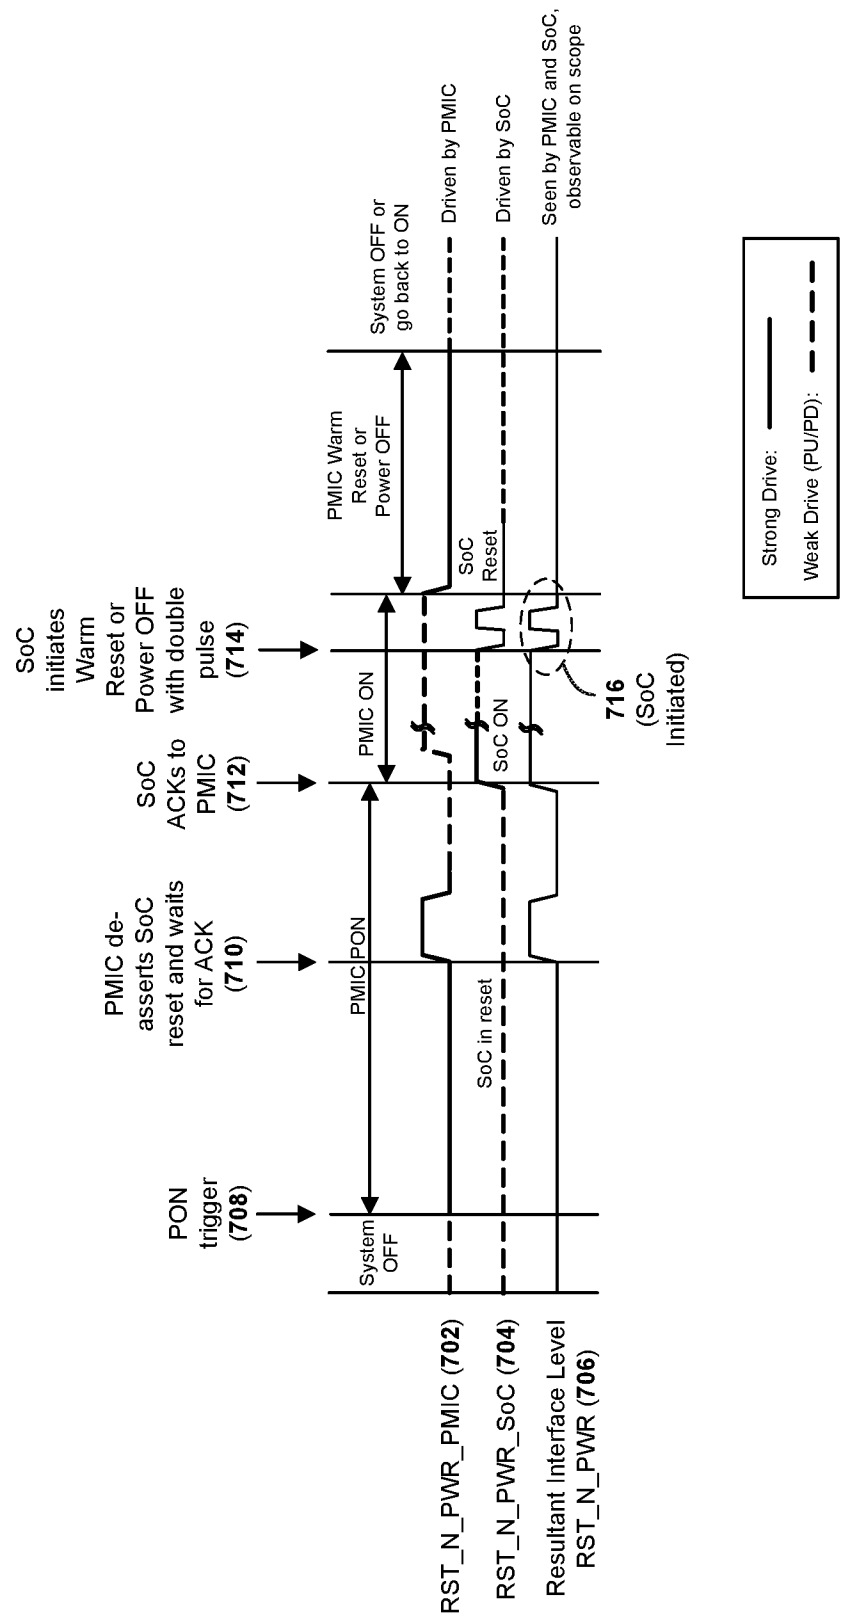 PON
trigger
(708)
PMIC de-
asserts SoC
reset and waits
for ACK
(710)
SoC
ACKs to
PMIC
(712)
SoC
initiates
Warm
Reset or
Power OFF
with double
pulse
(714)
System
OFF
PMIC PON
PMIC ON
PMIC Warm
Reset or
Power OFF
System OFF or
go back to ON
RST_N_PWR_PMIC (702)
Driven by PMIC
RST_N_PWR_SoC (704)
SoC in reset
SoC ON
SoC
Reset
Driven by SoC
Resultant Interface Level
RST_N_PWR (706)
Seen by PMIC and SoC,
observable on scope
716
(SoC
Initiated)
Strong Drive:
Weak Drive (PU/PD):